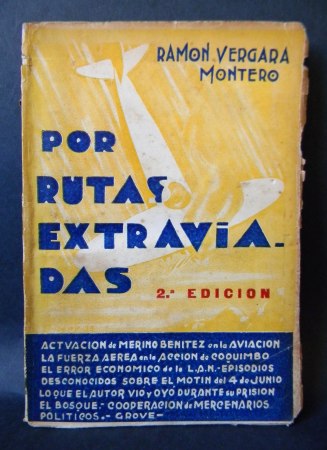 RAMON VERGARA
MONTERO
POR
RUTAS
EXTRAVIA-
DAS
2.a EDICION
ACTUACION de MERINO BENITEZ en la AVIACION
LA FUERZA AEREA en la ACCION de COQUIMBO
EL ERROR ECONOMICO de la L.A.N.-EPISODIOS
DESCONOCIDOS SOBRE EL MOTIN del 4 de JUNIO
LO QUE EL AUTOR VIO y OYO DURANTE su PRISION
EL BOSQUE.- COOPERACION de MERCENARIOS
POLITICOS.- GROVE-